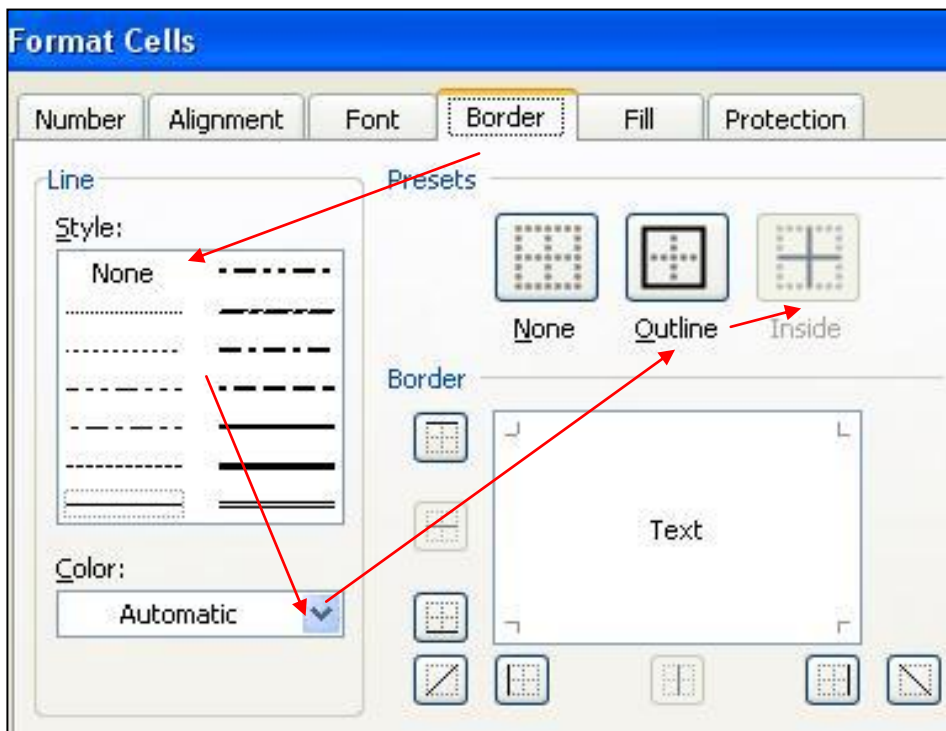 Format Cells
Number Alignment Font Border Fill Protection
Line
Style:
None
Color:
Automatic
Presets
None Outline Inside
Border
Text